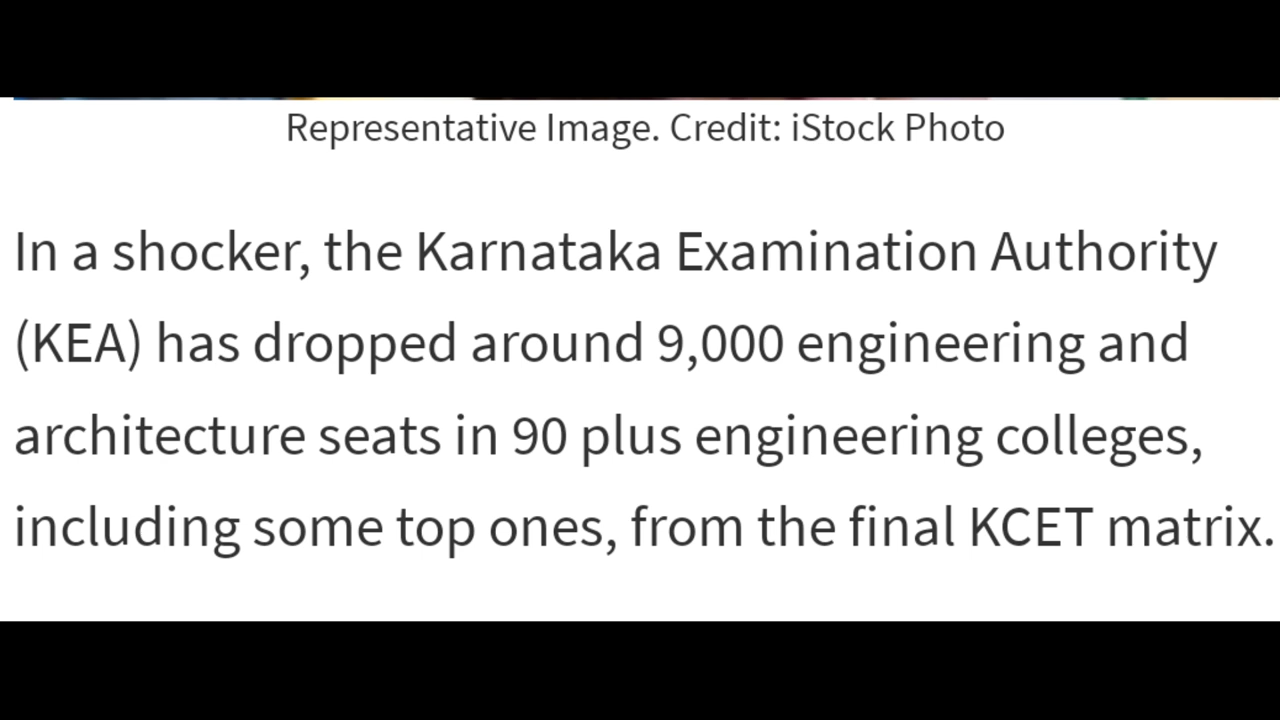 Representative Image. Credit: iStock Photo
In a shocker, the Karnataka Examination Authority
(KEA) has dropped around 9,000 engineering and
architecture seats in 90 plus engineering colleges,
including some top ones, from the final KCET matrix.